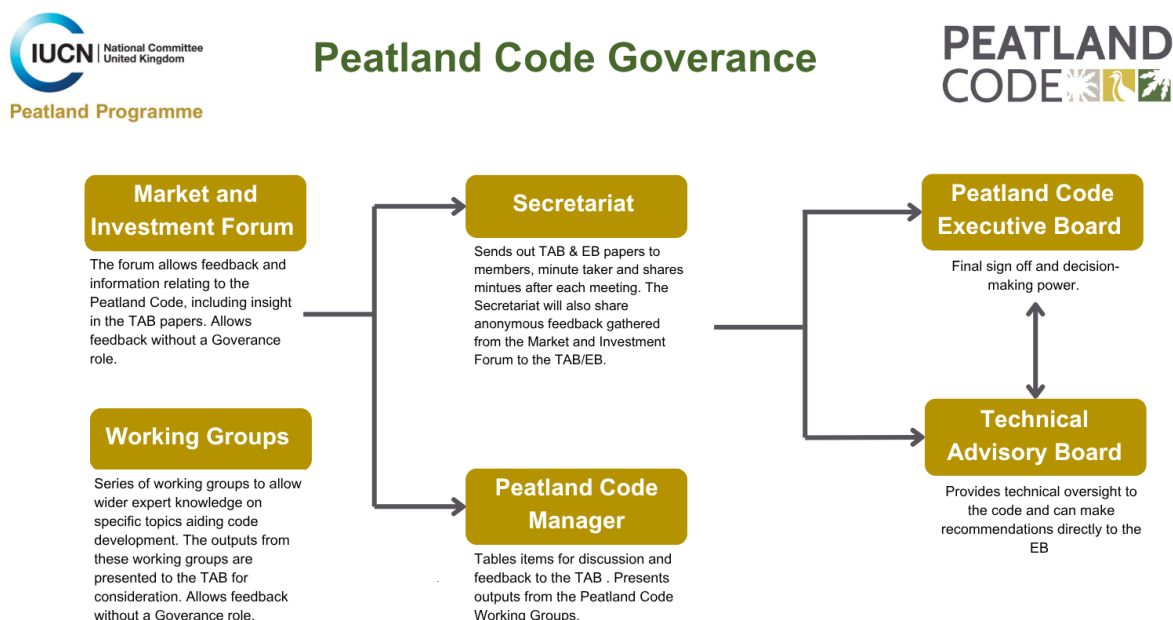 IUCN
National Committee
United Kingdom
Peatland Programme
Peatland Code Goverance
PEATLAND
CODE
Market and
Investment Forum
The forum allows feedback and
information relating to the
Peatland Code, including insight
in the TAB papers. Allows
feedback without a Goverance
role.
Working Groups
Series of working groups to allow
wider expert knowledge on
specific topics aiding code
development. The outputs from
these working groups are
presented to the TAB for
consideration. Allows feedback
without a Goverance role.
Secretariat
Sends out TAB & EB papers to
members, minute taker and shares
mintues after each meeting. The
Secretariat will also share
anonymous feedback gathered
from the Market and Investment
Forum to the TAB/EB.
Peatland Code
Manager
Tables items for discussion and
feedback to the TAB . Presents
outputs from the Peatland Code
Working Groups.
Peatland Code
Executive Board
Final sign off and decision-
making power.
Technical
Advisory Board
Provides technical oversight to
the code and can make
recommendations directly to the
EB